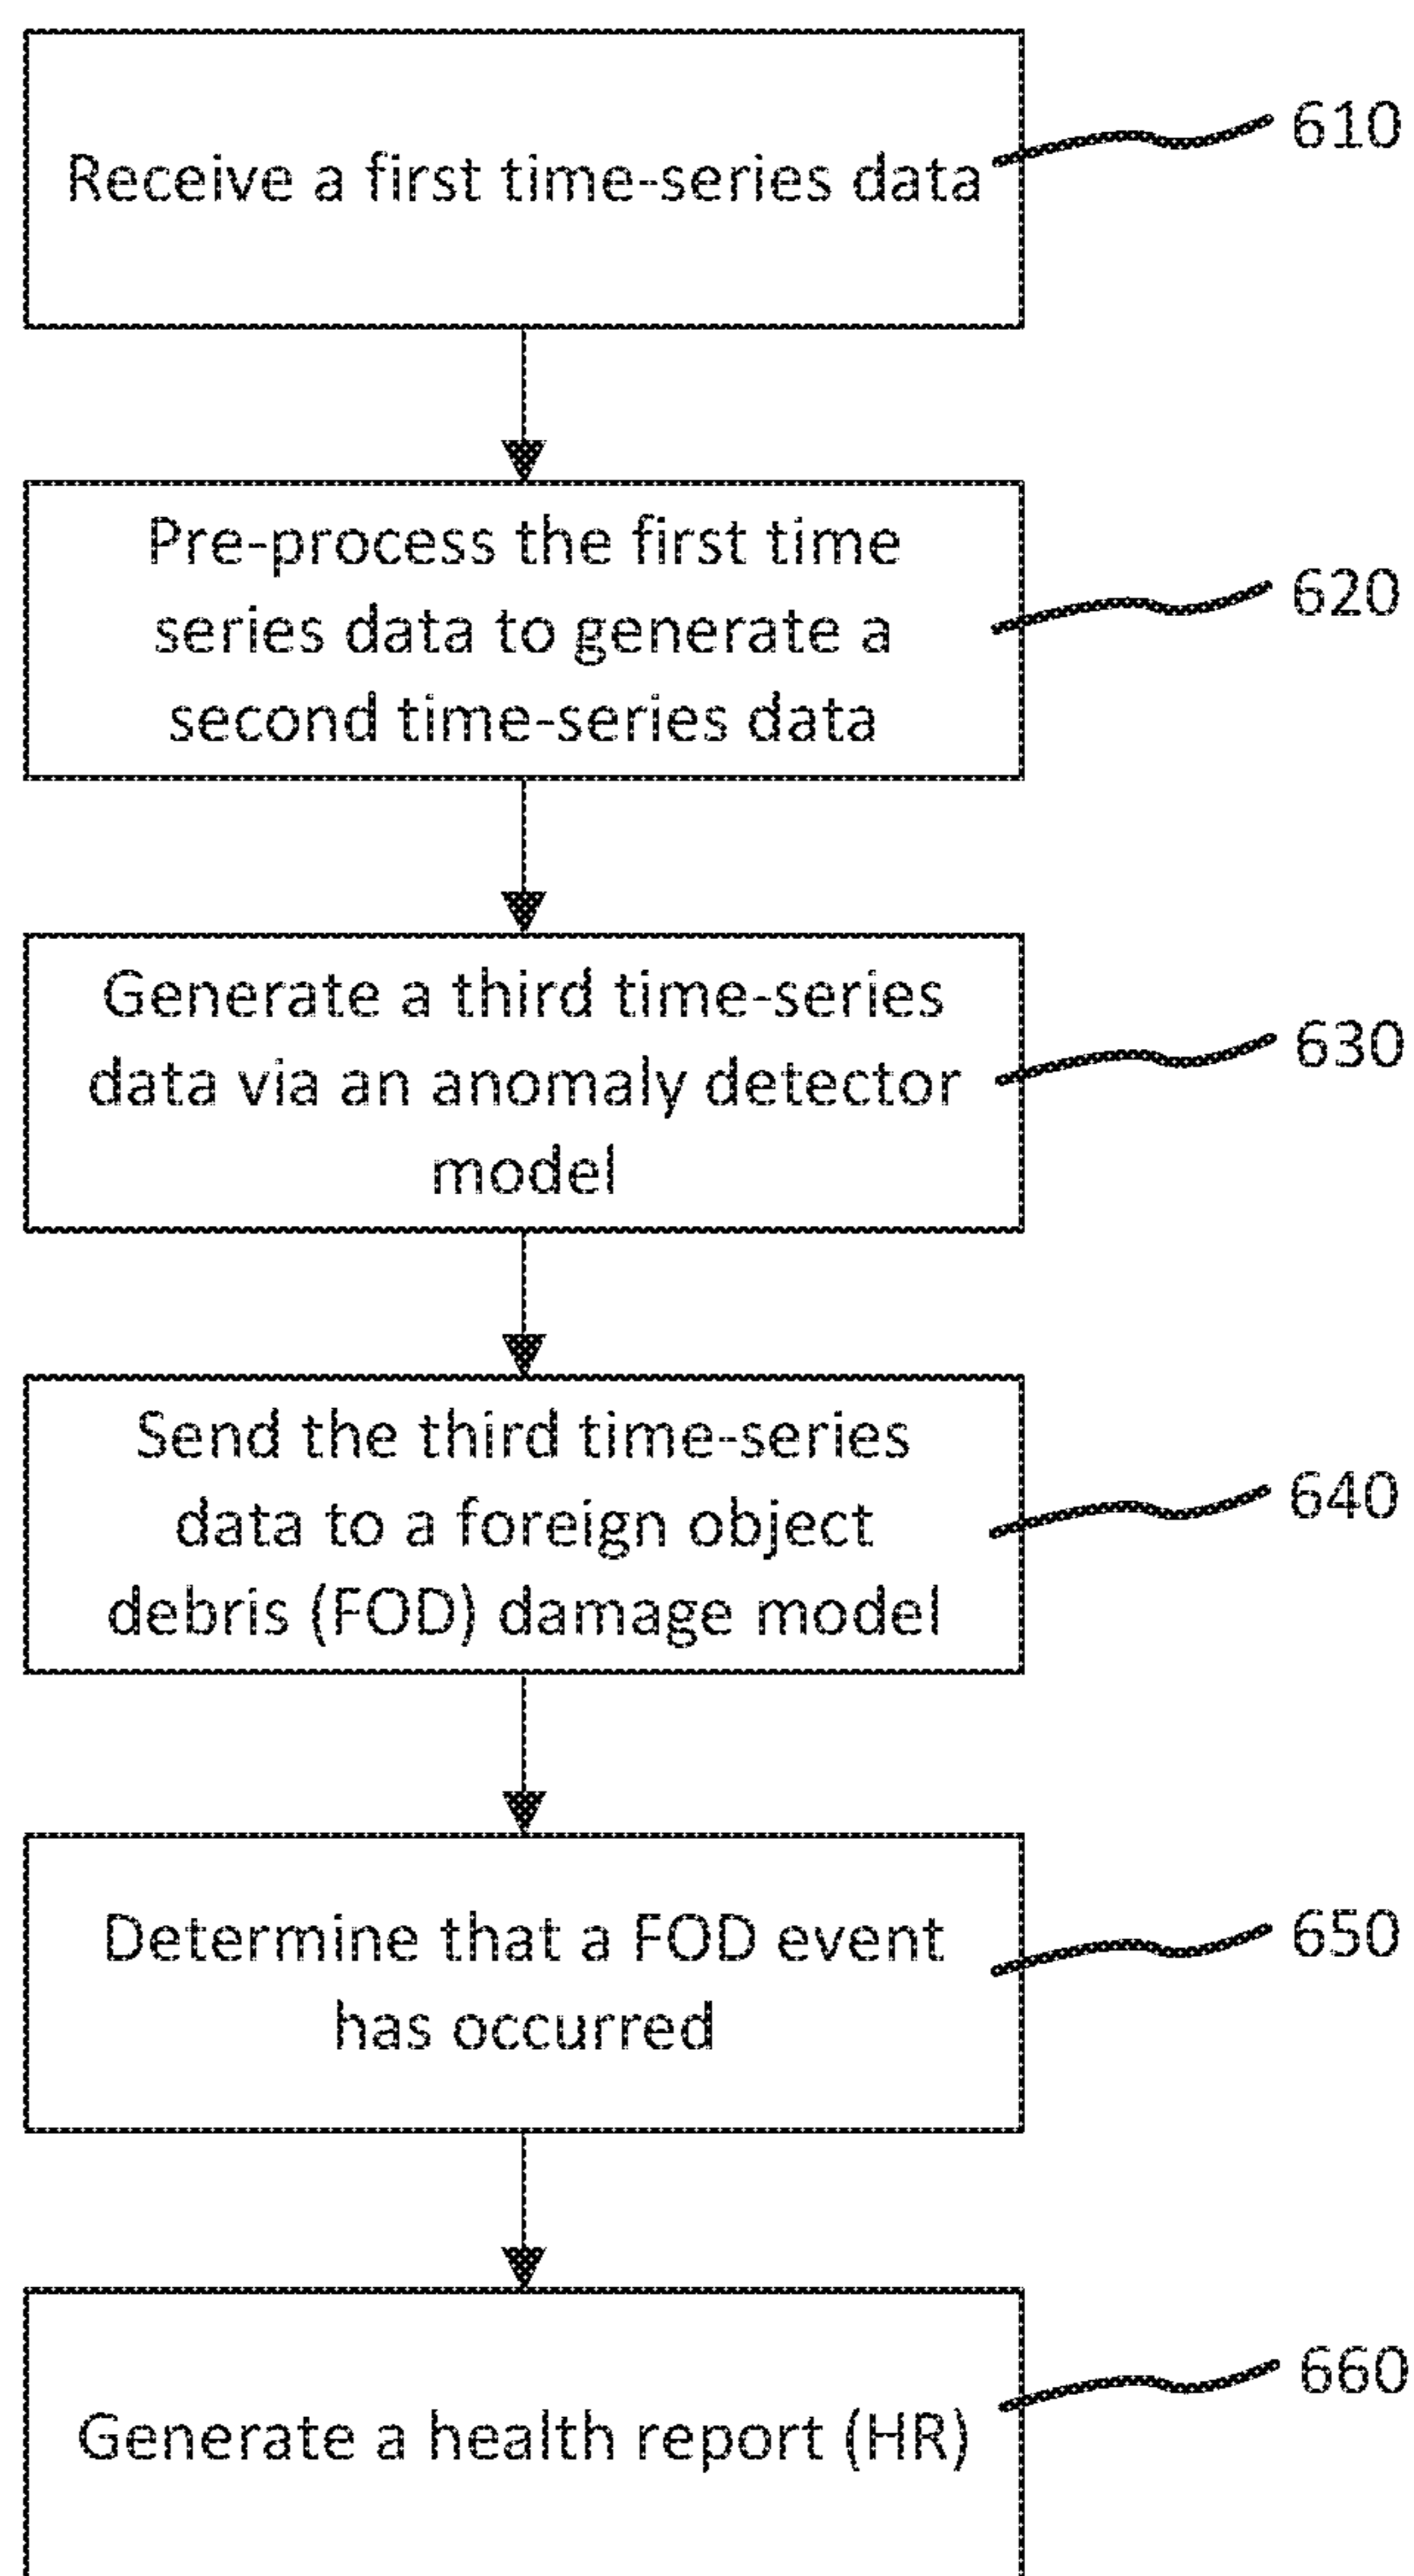 Receive a first time-series data
610
Pre-process the first time
series data to generate a
second time-series data
620
Generate a third time-series
data via an anomaly detector
model
630
Send the third time-series
data to a foreign object
debris (FOD) damage model
640
Determine that a FOD event
has occurred
650
Generate a health report (HR)
660